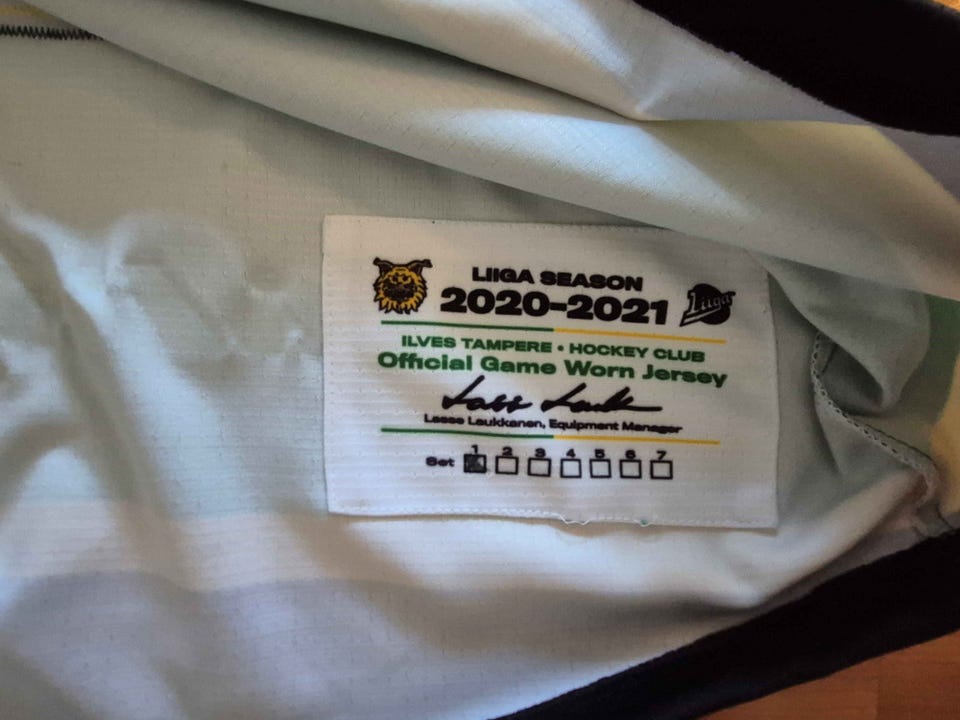 LIIGA SEASON
2020-2021
Liiga
ILVES TAMPERE • HOCKEY CLUB
Official Game Worn Jersey
Lasse Laukkanen, Equipment Manager
1 2 3 4 5 6 7
Set